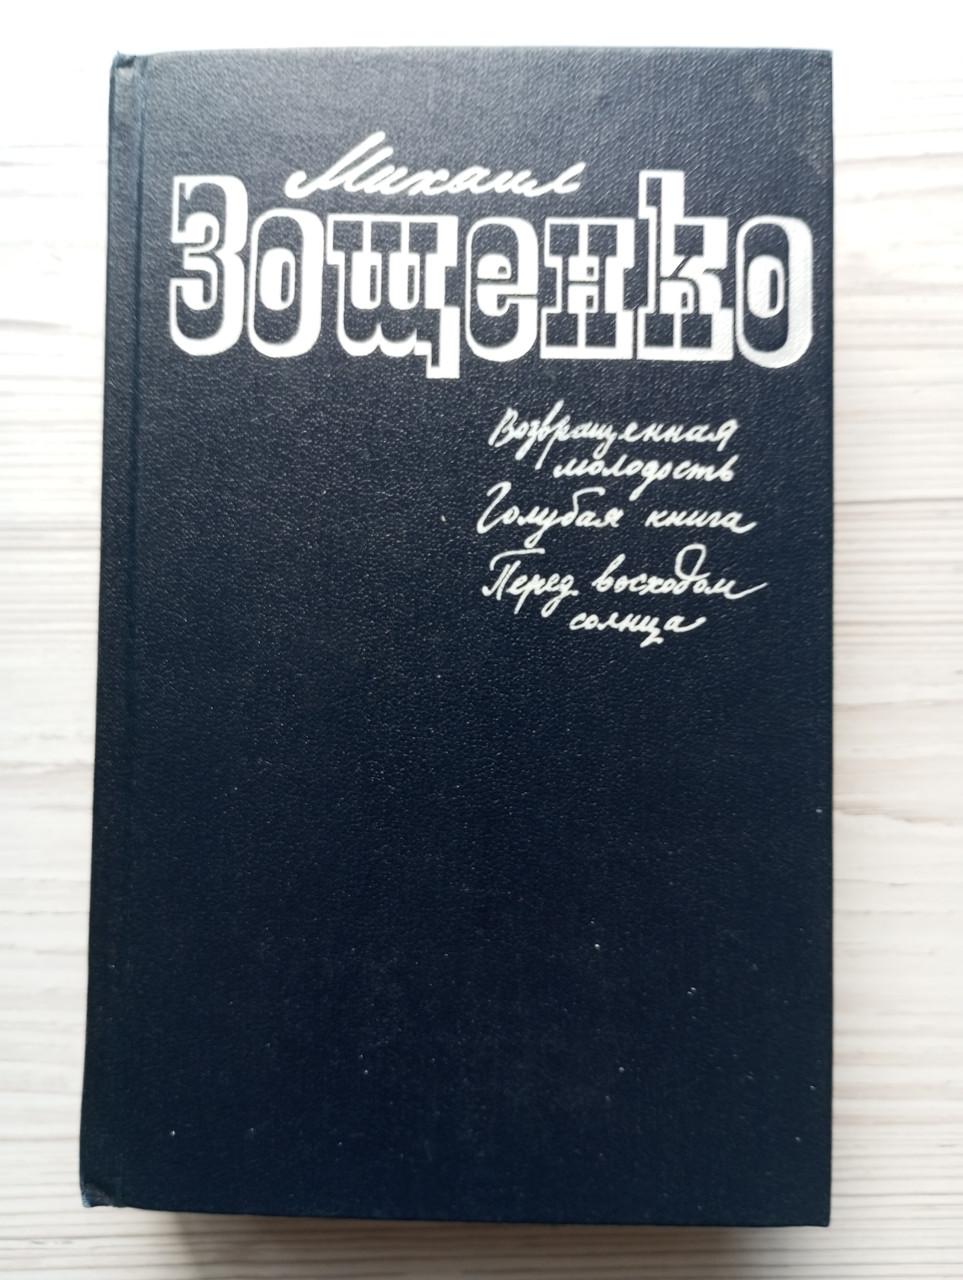 Михаил
Зощенко
Возвращенная
молодость
Голубая книга
Перед восходом
солнца